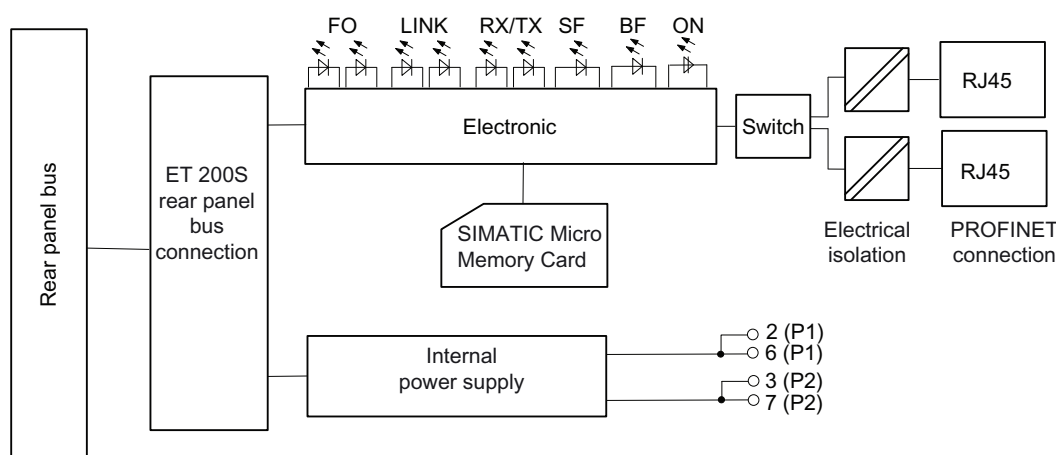 FO LINK RX/TX SF BF ON
Rear panel bus
ET 200S
rear panel
bus
connection
Electronic
Switch
RJ45
RJ45
SIMATIC Micro
Memory Card
Electrical
isolation
PROFINET
connection
Internal
power supply
2 (P1)
6 (P1)
3 (P2)
7 (P2)